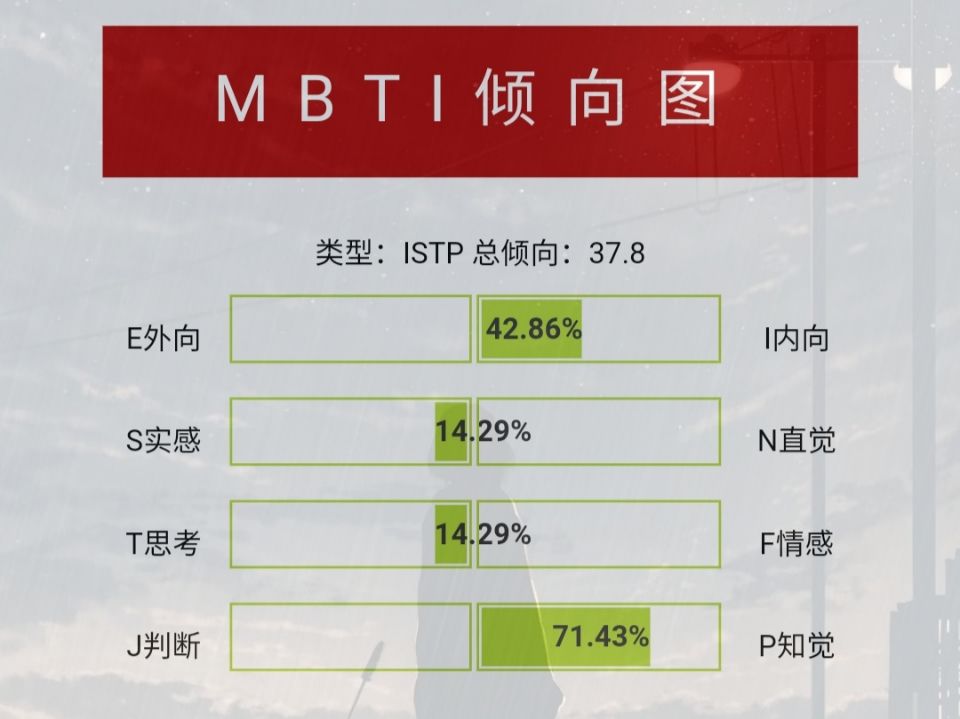 MBTI倾向图
类型：ISTP 总倾向：37.8
E外向 42.86% I内向
S实感 14.29% N直觉
T思考 14.29% F情感
J判断 71.43% P知觉